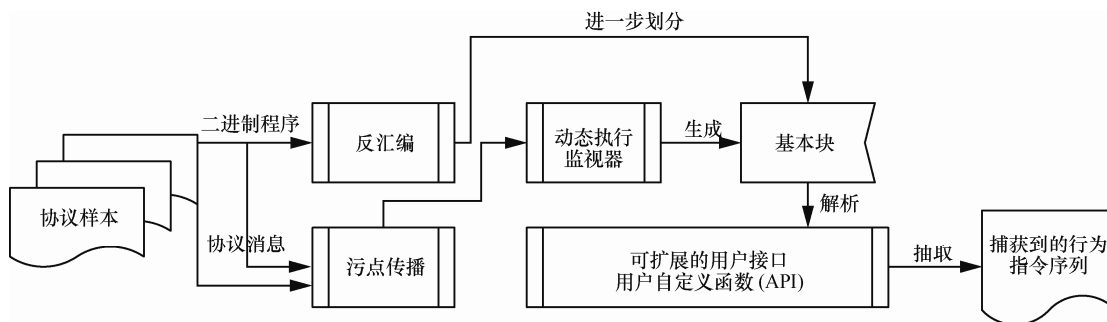 进一步划分
二进制程序
反汇编
动态执行
监视器
生成
基本块
协议样本
协议消息
污点传播
解析
可扩展的用户接口
用户自定义函数(API)
抽取
捕获到的行为
指令序列